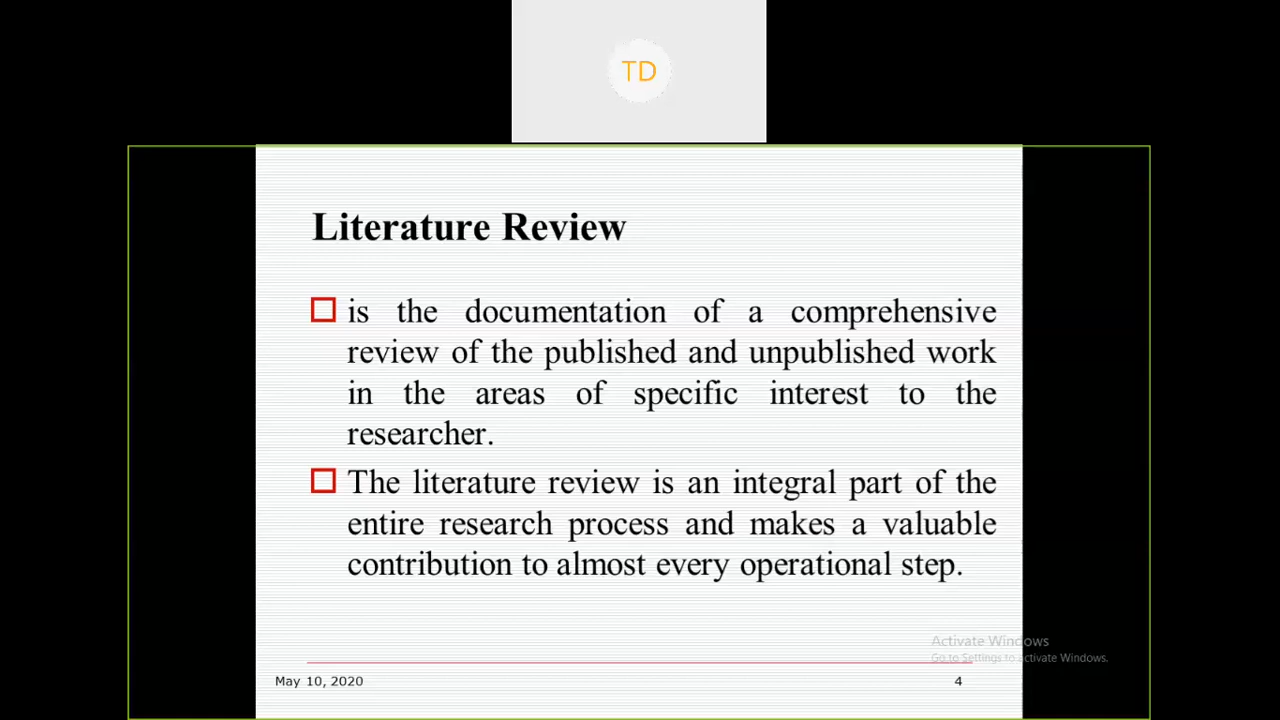 TD
Literature Review
is the documentation of a comprehensive
review of the published and unpublished work
in the areas of specific interest to the
researcher.
The literature review is an integral part of the
entire research process and makes a valuable
contribution to almost every operational step.
Activate Windows
Go to Settings to activate Windows.
May 10, 2020
4